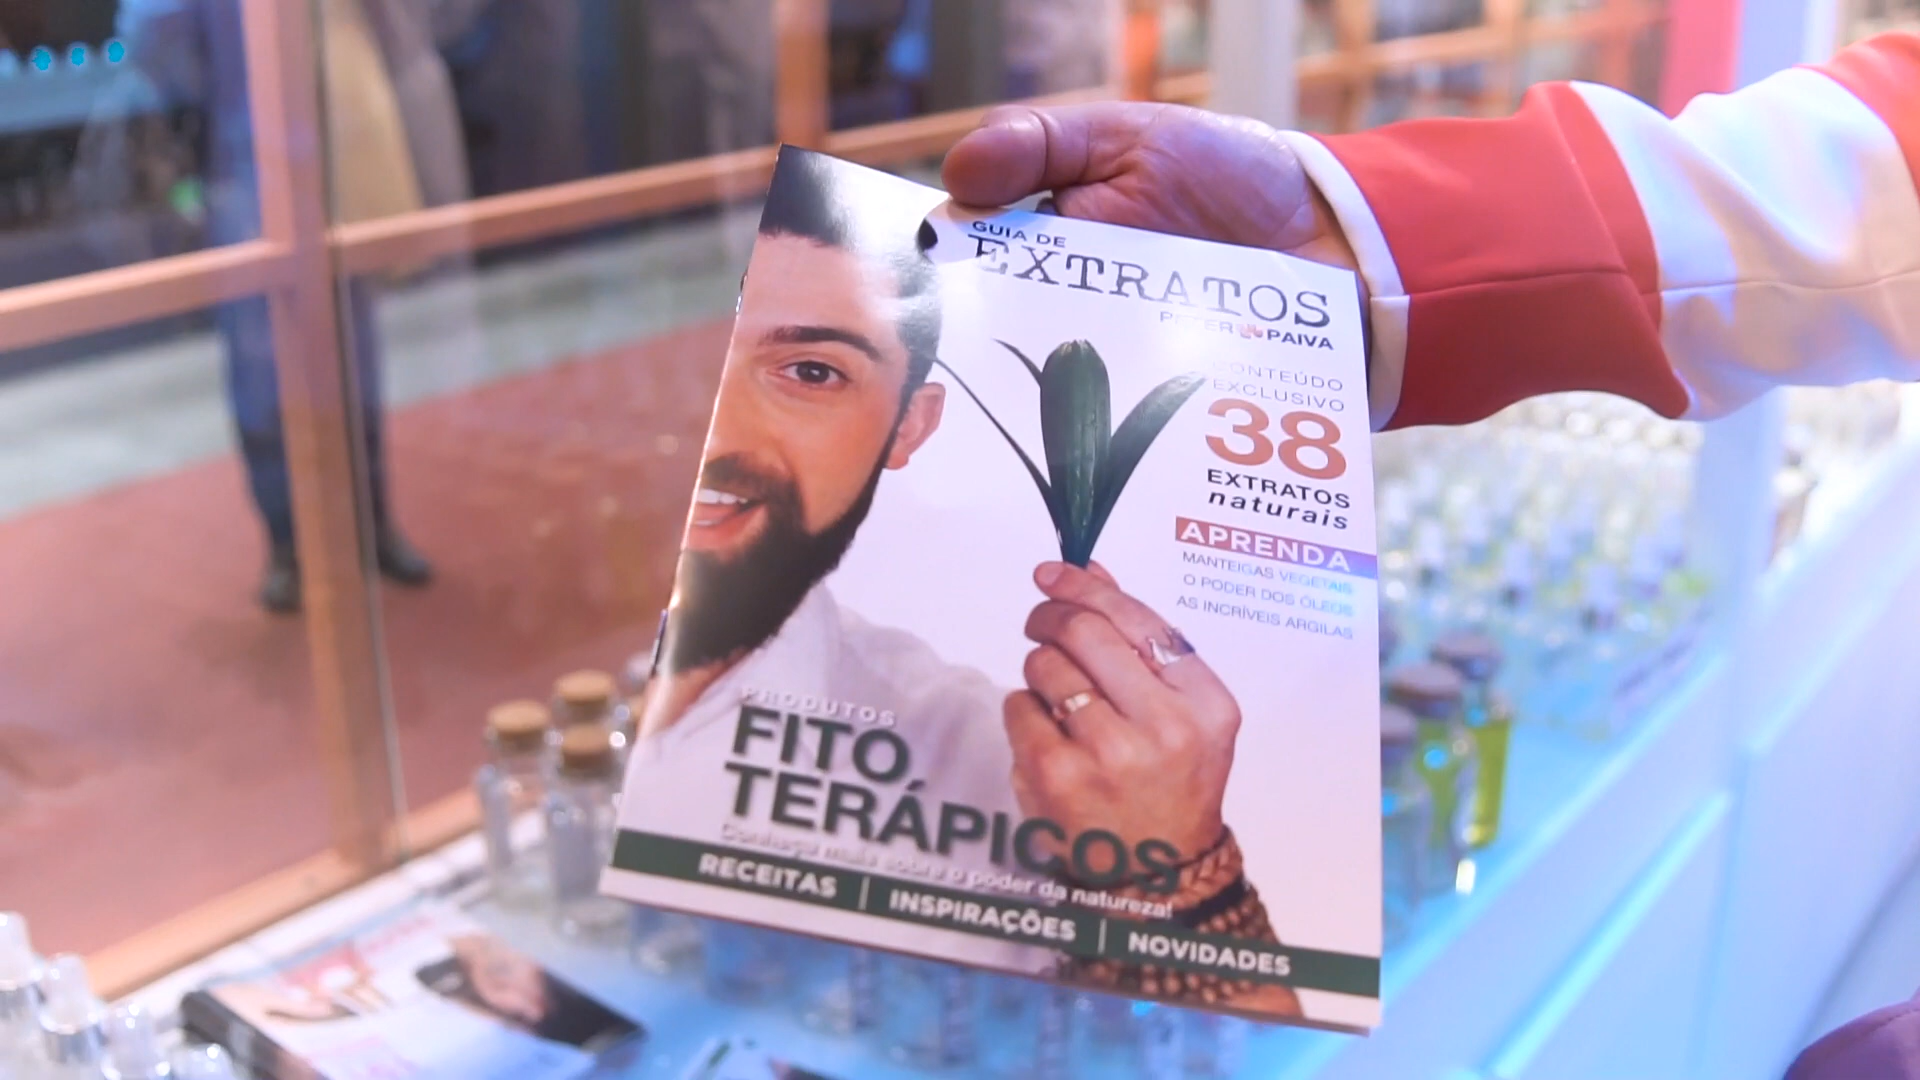 GUIA DE
EXTRATOS
PETER PAIVA
CONTEÚDO
EXCLUSIVO
38
EXTRATOS
naturais
APRENDA
MANTEIGAS VEGETAIS
O PODER DOS ÓLEOS
AS INCRÍVEIS ARGILAS
PRODUTOS
FITO
TERÁPICOS
Conheça mais sobre o poder da natureza!
RECEITAS | INSPIRAÇÕES | NOVIDADES